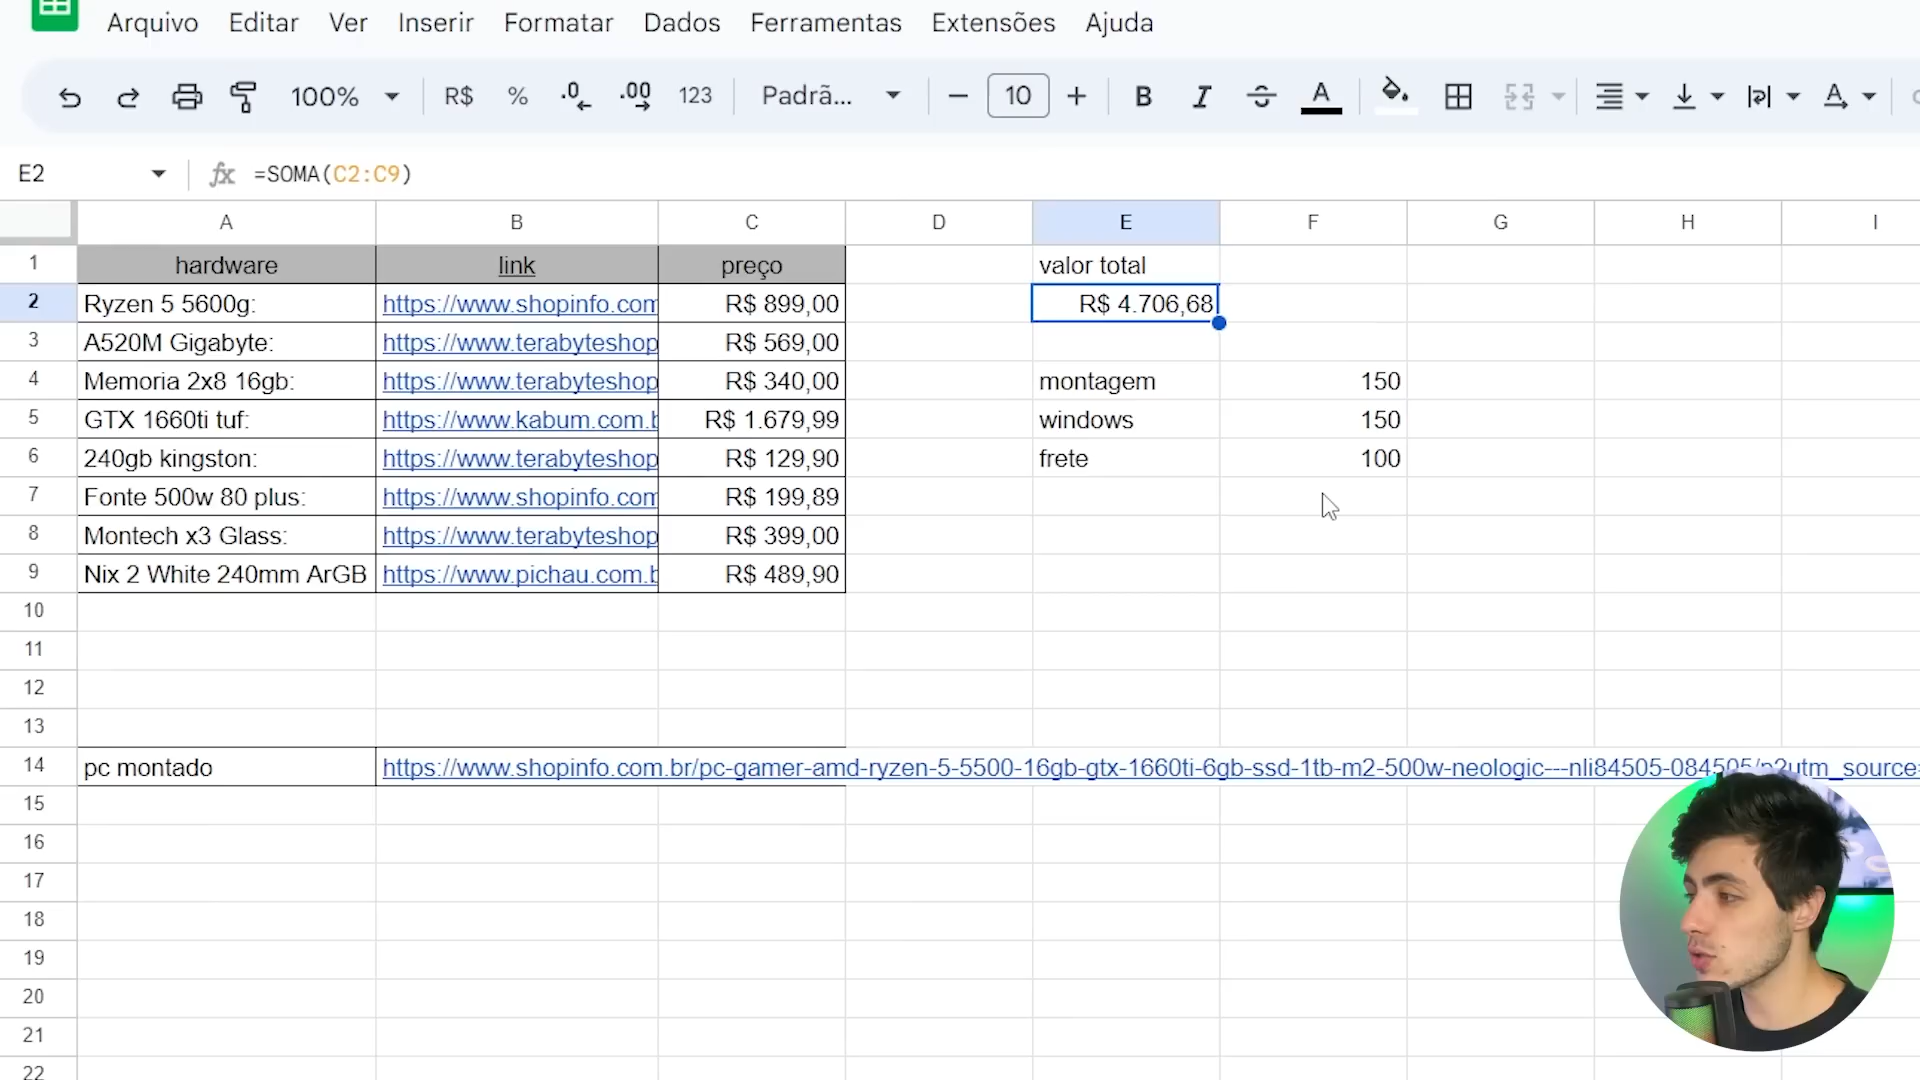 Arquivo Editar Ver Inserir Formatar Dados Ferramentas Extensões Ajuda
100% R$ % .0 .00 123 Padrã... 10 B I A A
E2 fx =SOMA(C2:C9)
A B C D E F G H I
1 hardware link preço valor total
2 Ryzen 5 5600g: https://www.shopinfo.com R$ 899,00 R$ 4.706,68
3 A520M Gigabyte: https://www.terabyteshop R$ 569,00
4 Memoria 2x8 16gb: https://www.terabyteshop R$ 340,00 montagem 150
5 GTX 1660ti tuf: https://www.kabum.com.b R$ 1.679,99 windows 150
6 240gb kingston: https://www.terabyteshop R$ 129,90 frete 100
7 Fonte 500w 80 plus: https://www.shopinfo.com R$ 199,89
8 Montech x3 Glass: https://www.terabyteshop R$ 399,00
9 Nix 2 White 240mm ArGB https://www.pichau.com.b R$ 489,90
10
11
12
13
14 pc montado https://www.shopinfo.com.br/pc-gamer-amd-ryzen-5-5500-16gb-gtx-1660ti-6gb-ssd-1tb-m2-500w-neologic---nli84505-084505/p?utm_source=
15
16
17
18
19
20
21
22